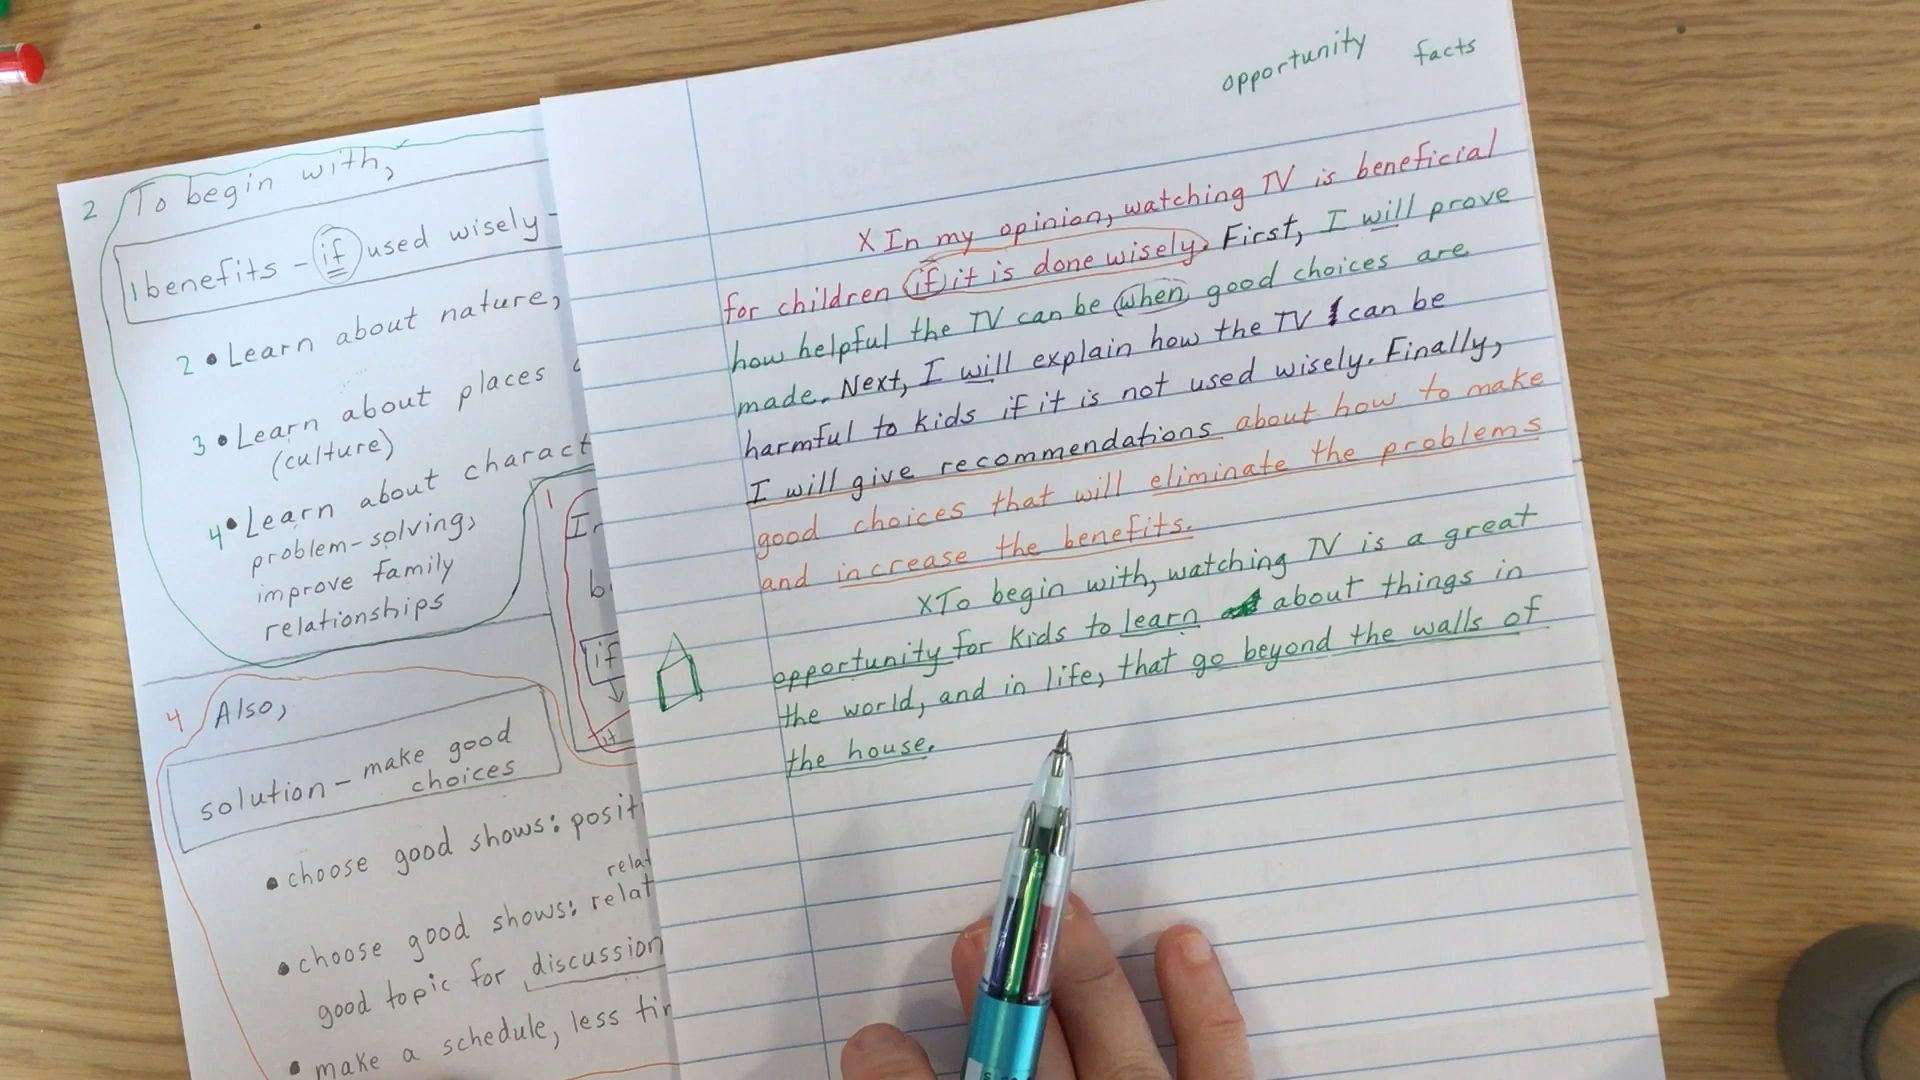 opportunity facts
X In my opinion, watching TV is beneficial
for children if it is done wisely. First, I will prove
how helpful the TV can be when good choices are
made. Next, I will explain how the TV can be
harmful to kids if it is not used wisely. Finally,
I will give recommendations about how to make
good choices that will eliminate the problems
and increase the benefits.
X To begin with, watching TV is a great
opportunity for kids to learn about things in
the world, and in life, that go beyond the walls of
the house.
2 To begin with,
1 benefits - if used wisely -
2 • Learn about nature,
3 • Learn about places
(culture)
4 • Learn about charact
problem-solving,
improve family
relationships
1
In
b
if
it
4 Also,
solution - make good
choices
• choose good shows: posit
relat
• choose good shows: relat
good topic for discussion
• make a schedule, less tim